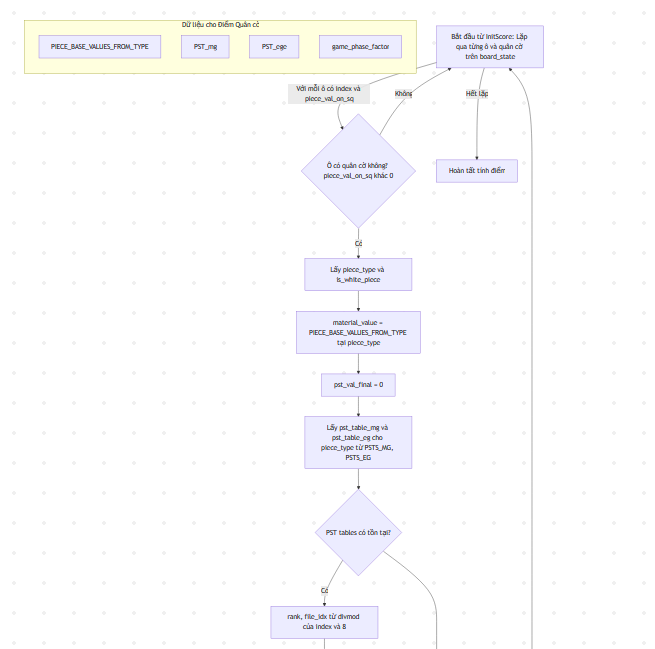 Dữ liệu cho Điểm Quân cờ
PIECE_BASE_VALUES_FROM_TYPE
PST_mg
PST_ege
game_phase_factor
Bắt đầu từ InitScore: Lặp
qua từng ô và quân cờ
trên board_state
Với mỗi ô có index và
piece_val_on_sq
Không
Hết lặp
Ô có quân cờ không?
piece_val_on_sq khác 0
Hoàn tất tính điểm
Có
Lấy piece_type và
is_white_piece
material_value =
PIECE_BASE_VALUES_FROM_TYPE
tại piece_type
pst_val_final = 0
Lấy pst_table_mg và
pst_table_eg cho
piece_type từ PSTS_MG,
PSTS_EG
PST tables có tồn tại?
Có
rank, file_idx từ divmod
của index và 8